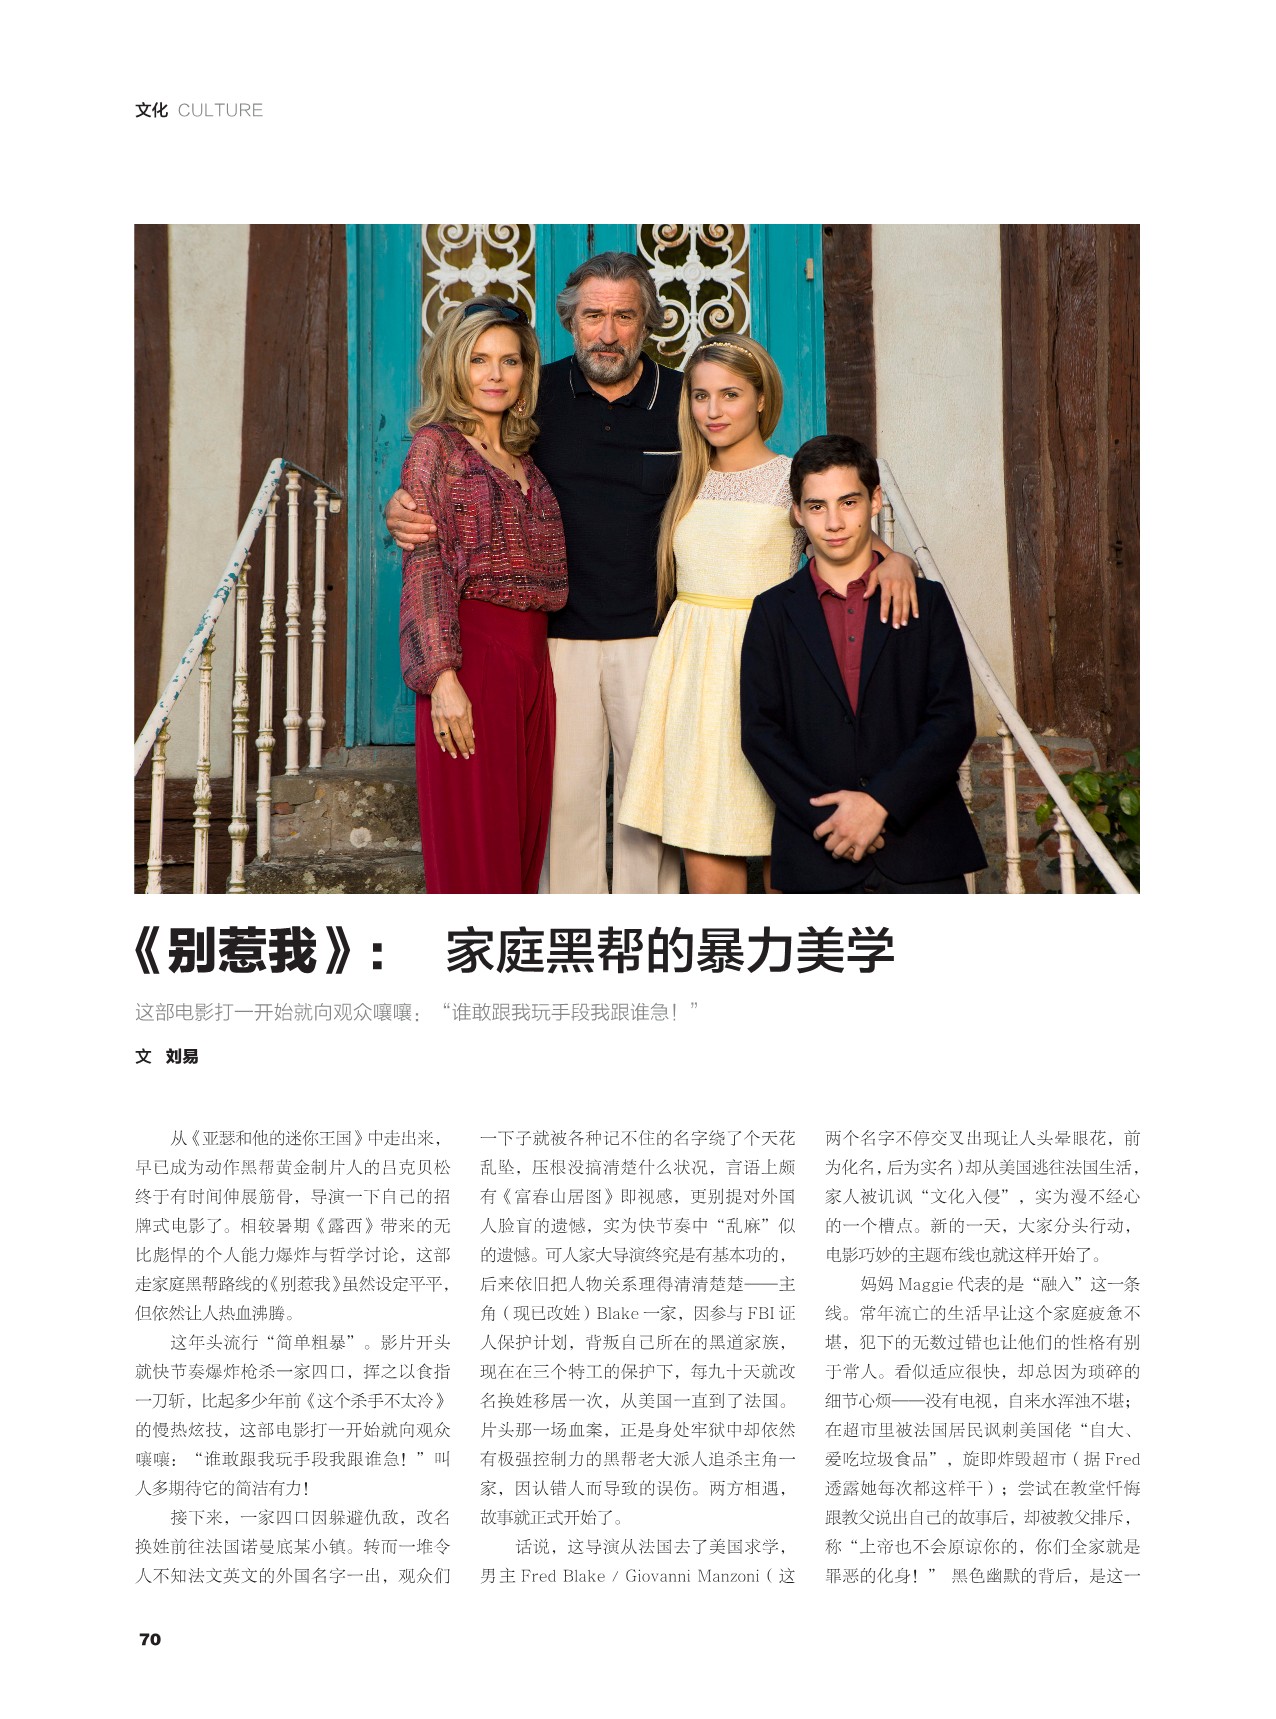 文化 CULTURE
《别惹我》： 家庭黑帮的暴力美学
这部电影打一开始就向观众嚷嚷：“谁敢跟我玩手段我跟谁急！”
文 刘易
从《亚瑟和他的迷你王国》中走出来，
早已成为动作黑帮黄金制片人的吕克贝松
终于有时间伸展筋骨，导演一下自己的招
牌式电影了。相较暑期《露西》带来的无
比彪悍的个人能力爆炸与哲学讨论，这部
走家庭黑帮路线的《别惹我》虽然设定平平，
但依然让人热血沸腾。
这年头流行“简单粗暴”。影片开头
就快节奏爆炸枪杀一家四口，挥之以食指
一刀斩，比起多少年前《这个杀手不太冷》
的慢热炫技，这部电影打一开始就向观众
嚷嚷：“谁敢跟我玩手段我跟谁急！”叫
人多期待它的简洁有力！
接下来，一家四口因躲避仇敌，改名
换姓前往法国诺曼底某小镇。转而一堆令
人不知法文英文的外国名字一出，观众们
一下子就被各种记不住的名字绕了个天花
乱坠，压根没搞清楚什么状况，言语上颇
有《富春山居图》即视感，更别提对外国
人脸盲的遗憾，实为快节奏中“乱麻”似
的遗憾。可人家大导演终究是有基本功的，
后来依旧把人物关系理得清清楚楚——主
角（现已改姓）Blake 一家，因参与 FBI 证
人保护计划，背叛自己所在的黑道家族，
现在在三个特工的保护下，每九十天就改
名换姓移居一次，从美国一直到了法国。
片头那一场血案，正是身处牢狱中却依然
有极强控制力的黑帮老大派人追杀主角一
家，因认错人而导致的误伤。两方相遇，
故事就正式开始了。
话说，这导演从法国去了美国求学，
男主 Fred Blake / Giovanni Manzoni（这
两个名字不停交叉出现让人头晕眼花，前
为化名，后为实名）却从美国逃往法国生活，
家人被讥讽“文化入侵”，实为漫不经心
的一个槽点。新的一天，大家分头行动，
电影巧妙的主题布线也就这样开始了。
妈妈 Maggie 代表的是“融入”这一条
线。常年流亡的生活早让这个家庭疲惫不
堪，犯下的无数过错也让他们的性格有别
于常人。看似适应很快，却总因为琐碎的
细节心烦——没有电视，自来水浑浊不堪；
在超市里被法国居民讽刺美国佬“自大、
爱吃垃圾食品”，旋即炸毁超市（据 Fred
透露她每次都这样干）；尝试在教堂忏悔
跟教父说出自己的故事后，却被教父排斥，
称“上帝也不会原谅你的，你们全家就是
罪恶的化身！” 黑色幽默的背后，是这一
70